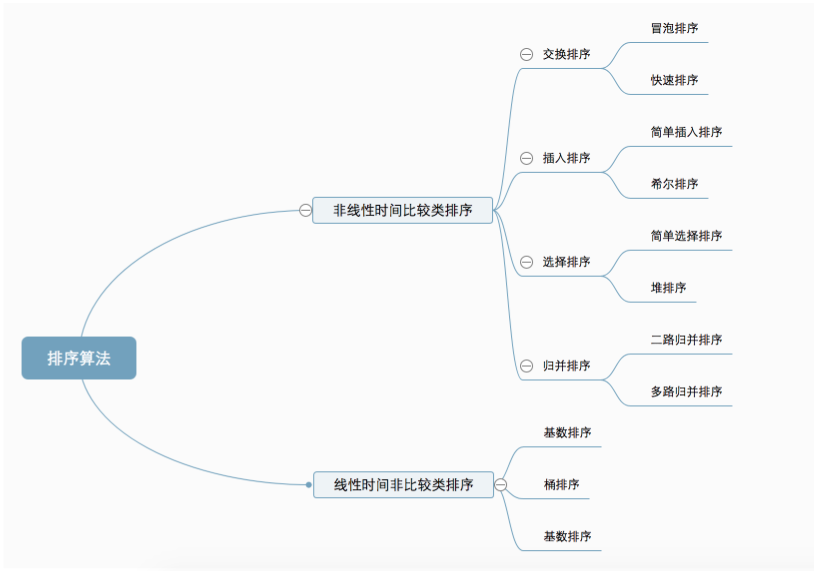 排序算法
非线性时间比较类排序
交换排序
冒泡排序
快速排序
插入排序
简单插入排序
希尔排序
选择排序
简单选择排序
堆排序
归并排序
二路归并排序
多路归并排序
线性时间非比较类排序
基数排序
桶排序
基数排序